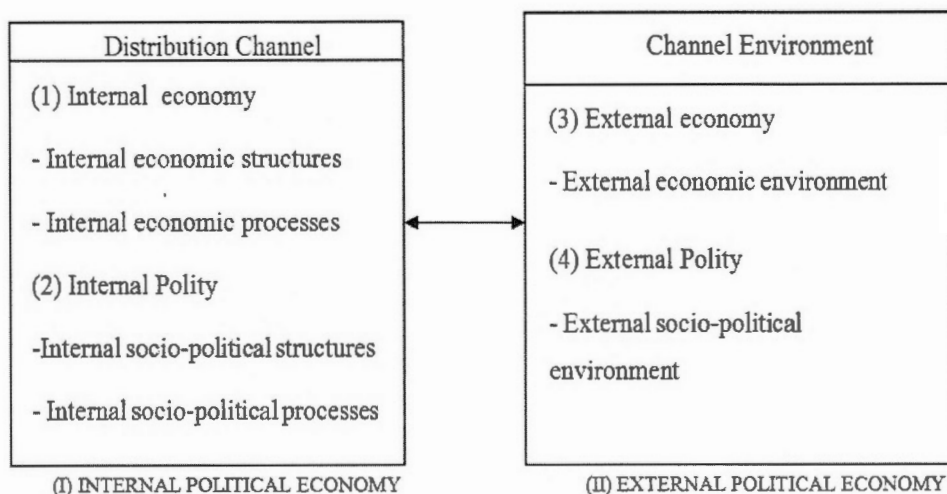 Distribution Channel
(1) Internal economy
- Internal economic structures
- Internal economic processes
(2) Internal Polity
-Internal socio-political structures
- Internal socio-political processes
(I) INTERNAL POLITICAL ECONOMY
Channel Environment
(3) External economy
- External economic environment
(4) External Polity
- External socio-political
environment
(II) EXTERNAL POLITICAL ECONOMY